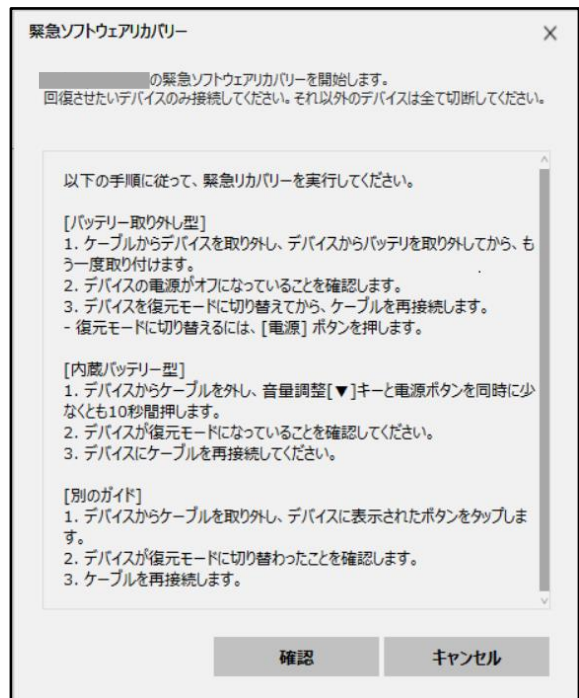 緊急ソフトウェアリカバリー
の緊急ソフトウェアリカバリーを開始します。
回復させたいデバイスのみ接続してください。それ以外のデバイスは全て切断してください。
以下の手順に従って、緊急リカバリーを実行してください。
[バッテリー取り外し型]
1. ケーブルからデバイスを取り外し、デバイスからバッテリを取り外してから、も
う一度取り付けます。
2. デバイスの電源がオフになっていることを確認します。
3. デバイスを復元モードに切り替えてから、ケーブルを再接続します。
- 復元モードに切り替えるには、[電源] ボタンを押します。
[内蔵バッテリー型]
1. デバイスからケーブルを外し、音量調整[▼]キーと電源ボタンを同時に少
なくとも10秒間押します。
2. デバイスが復元モードになっていることを確認してください。
3. デバイスにケーブルを再接続してください。
[別のガイド]
1. デバイスからケーブルを取り外し、デバイスに表示されたボタンをタップしま
す。
2. デバイスが復元モードに切り替わったことを確認します。
3. ケーブルを再接続します。
確認
キャンセル